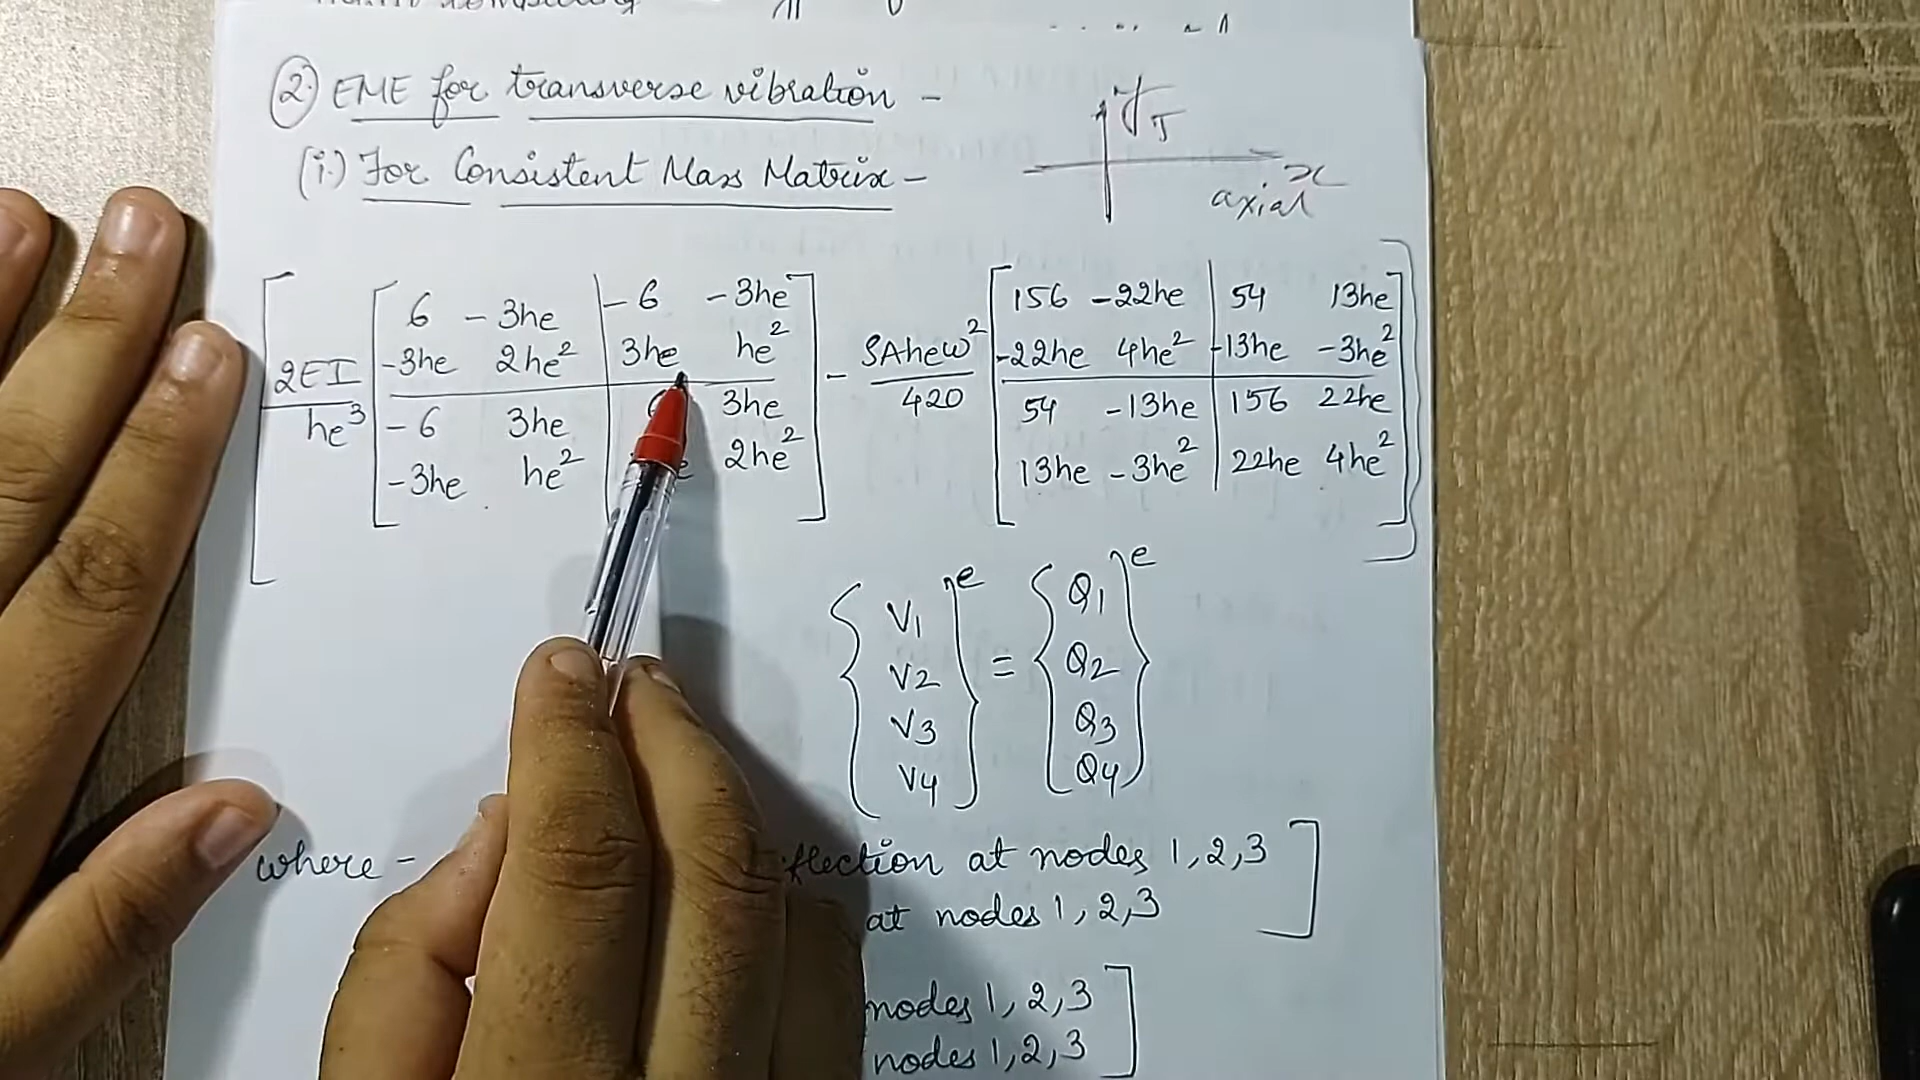 ② EME for transverse vibration -
y T
x
axial
(i.) For Consistent Mass Matrix -
[ 2EI/he³ [ 6 -3he | -6 -3he ] - ρAheω²/420 [ 156 -22he | 54 13he ] ]
-3he 2he² | 3he he² -22he 4he² | -13he -3he²
-6 3he | 6 3he 54 -13he | 156 22he
-3he he² | 2he² 13he -3he² | 22he 4he²
{ V1 }ᵉ = { Q1 }ᵉ
V2 Q2
V3 Q3
V4 Q4
where - flection at nodes 1, 2, 3 ]
at nodes 1, 2, 3
nodes 1, 2, 3 ]
nodes 1, 2, 3